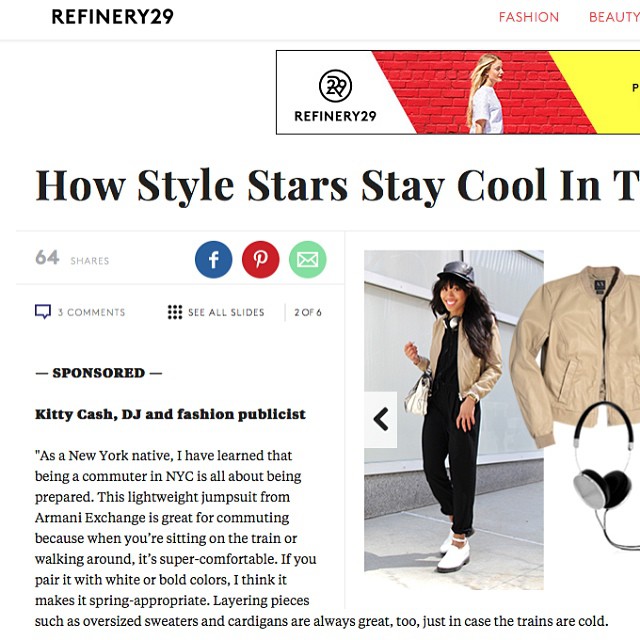 REFINERY29
FASHION
BEAUTY
REFINERY29
P
How Style Stars Stay Cool In T
64 SHARES
3 COMMENTS
SEE ALL SLIDES
2 OF 6
— SPONSORED —
Kitty Cash, DJ and fashion publicist
"As a New York native, I have learned that
being a commuter in NYC is all about being
prepared. This lightweight jumpsuit from
Armani Exchange is great for commuting
because when you're sitting on the train or
walking around, it's super-comfortable. If you
pair it with white or bold colors, I think it
makes it spring-appropriate. Layering pieces
such as oversized sweaters and cardigans are always great, too, just in case the trains are cold.